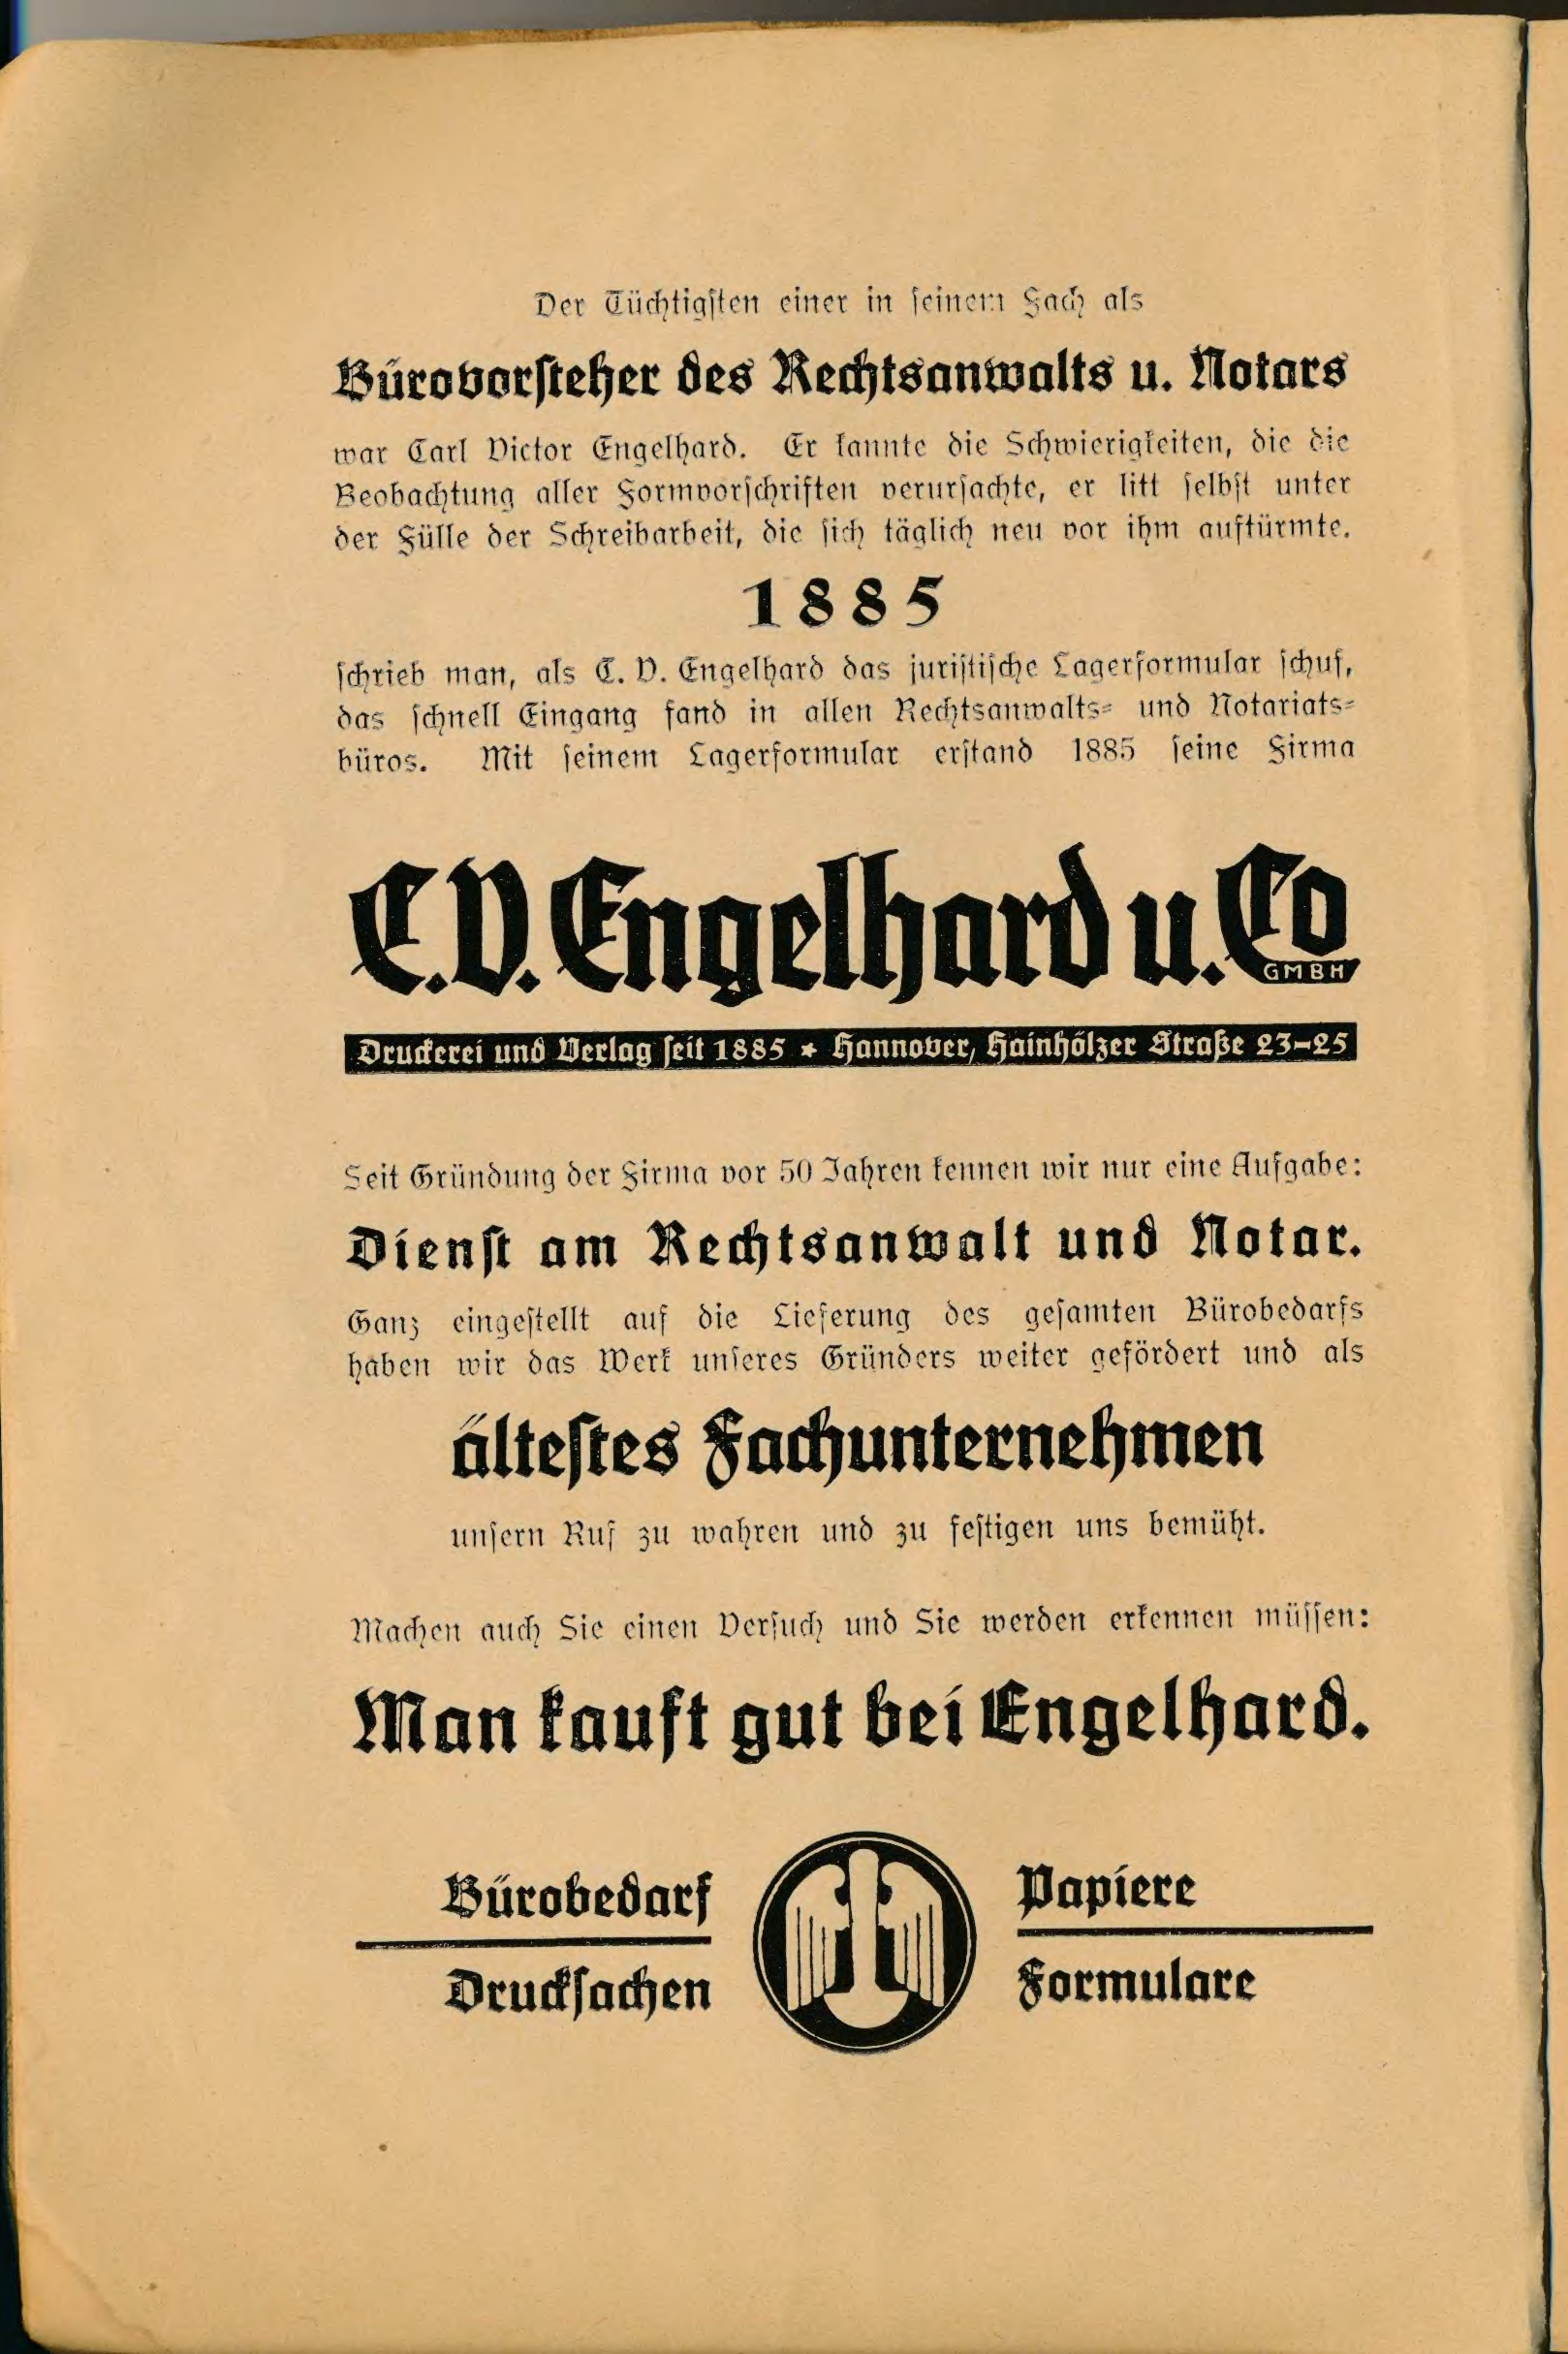 Der Tüchtigsten einer in seinem Fach als
Bürovorsteher des Rechtsanwalts u. Notars
war Carl Victor Engelhard. Er kannte die Schwierigkeiten, die die
Beobachtung aller Formvorschriften verursachte, er litt selbst unter
der Fülle der Schreibarbeit, die sich täglich neu vor ihm auftürmte.
1885
schrieb man, als C. V. Engelhard das juristische Lagerformular schuf,
das schnell Eingang fand in allen Rechtsanwalts- und Notariats-
büros. Mit seinem Lagerformular erstand 1885 seine Firma
C.V. Engelhard u. Co
GMBH
Druckerei und Verlag seit 1885 * Hannover, Hainhölzer Straße 23-25
Seit Gründung der Firma vor 50 Jahren kennen wir nur eine Aufgabe:
Dienst am Rechtsanwalt und Notar.
Ganz eingestellt auf die Lieferung des gesamten Bürobedarfs
haben wir das Werk unseres Gründers weiter gefördert und als
ältestes Fachunternehmen
unsern Ruf zu wahren und zu festigen uns bemüht.
Machen auch Sie einen Versuch und Sie werden erkennen müssen:
Man kauft gut bei Engelhard.
Bürobedarf
Drucksachen
Papiere
Formulare